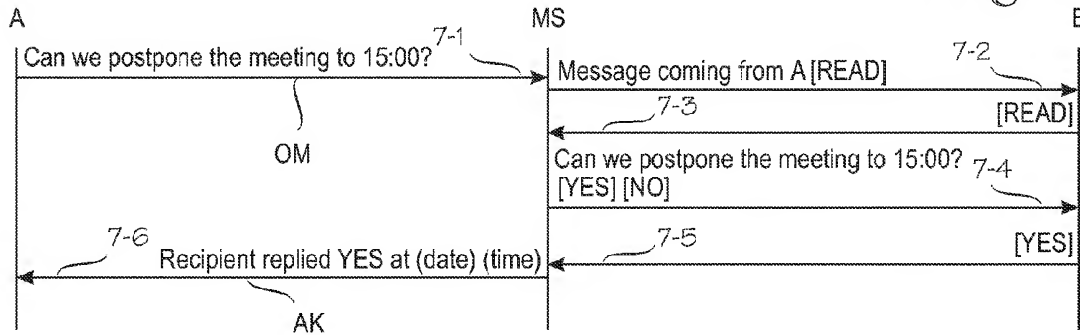 A MS
Can we postpone the meeting to 15:00? 7-1
Message coming from A [READ] 7-2
7-3 [READ]
OM
Can we postpone the meeting to 15:00? 7-4
[YES] [NO]
7-5 [YES]
7-6
Recipient replied YES at (date) (time)
AK